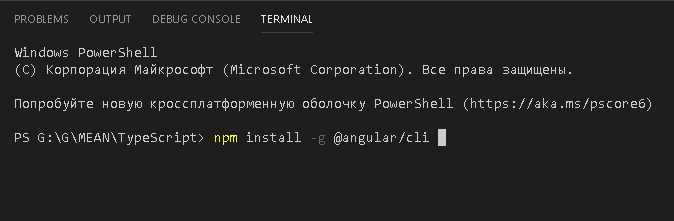 PROBLEMS OUTPUT DEBUG CONSOLE TERMINAL
Windows PowerShell
(C) Корпорация Майкрософт (Microsoft Corporation). Все права защищены.
Попробуйте новую кроссплатформенную оболочку PowerShell (https://aka.ms/pscore6)
PS G:\G\MEAN\TypeScript> npm install -g @angular/cli